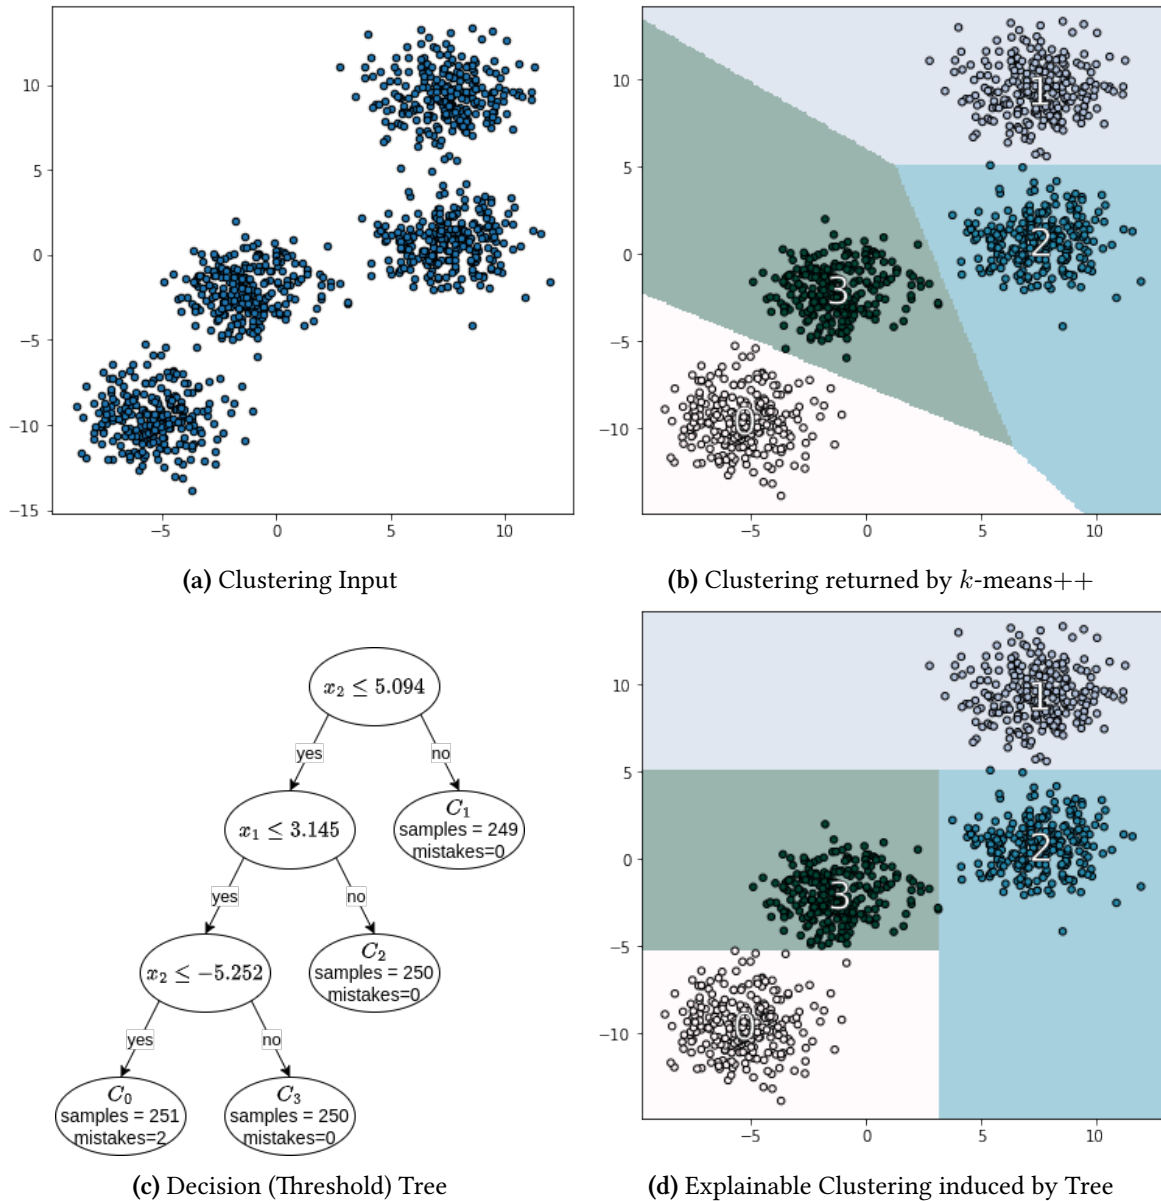 10
5
0
−5
−10
−15
−5
0
5
10
(a) Clustering Input
10
5
0
−5
−10
−5
0
5
10
1
2
3
0
(b) Clustering returned by k-means++
x₂ ≤ 5.094
yes
no
x₁ ≤ 3.145
C₁
samples = 249
mistakes=0
yes
no
x₂ ≤ −5.252
C₂
samples = 250
mistakes=0
yes
no
C₀
samples = 251
mistakes=2
C₃
samples = 250
mistakes=0
(c) Decision (Threshold) Tree
10
5
0
−5
−10
−5
0
5
10
1
2
3
0
(d) Explainable Clustering induced by Tree